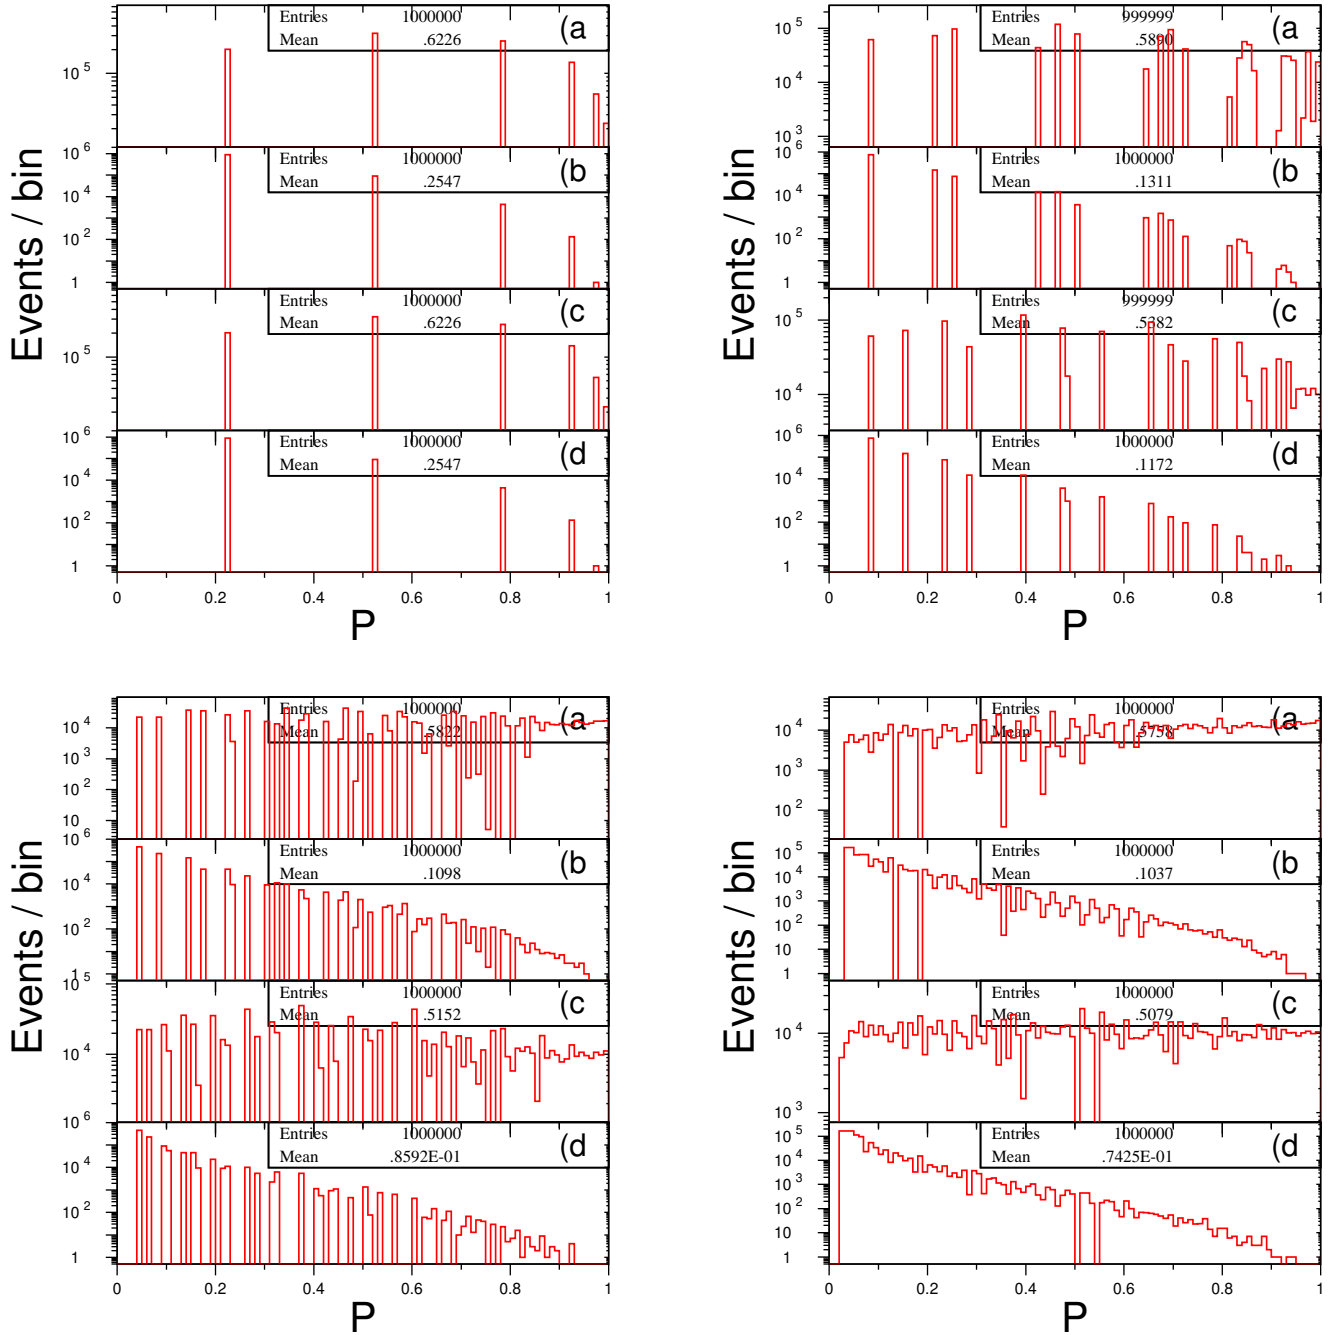 Events / bin
Entries 1000000
Mean .6226
(a
10 5
10 6
Entries 1000000
Mean .2547
(b
10 4
10 2
1
Entries 1000000
Mean .6226
(c
10 5
10 6
Entries 1000000
Mean .2547
(d
10 4
10 2
1
0 0.2 0.4 0.6 0.8 1
P
Events / bin
10 5
Entries 999999
Mean .5890
(a
10 4
10 3
10 6
Entries 1000000
Mean .1311
(b
10 4
10 2
1
Entries 999999
Mean .5382
(c
10 5
10 4
10 6
Entries 1000000
Mean .1172
(d
10 4
10 2
1
0 0.2 0.4 0.6 0.8 1
P
Events / bin
Entries 1000000
Mean .5822
(a
10 4
10 3
10 2
10
10 6
Entries 1000000
Mean .1098
(b
10 4
10 2
1
10 5
Entries 1000000
Mean .5152
(c
10 4
10 6
Entries 1000000
Mean .8592E-01
(d
10 4
10 2
1
0 0.2 0.4 0.6 0.8 1
P
Events / bin
Entries 1000000
Mean .5758
(a
10 4
10 3
10 2
10 5
Entries 1000000
Mean .1037
(b
10 4
10 3
10 2
10
1
Entries 1000000
Mean .5079
(c
10 4
10 3
10 5
Entries 1000000
Mean .7425E-01
(d
10 4
10 3
10 2
10
1
0 0.2 0.4 0.6 0.8 1
P